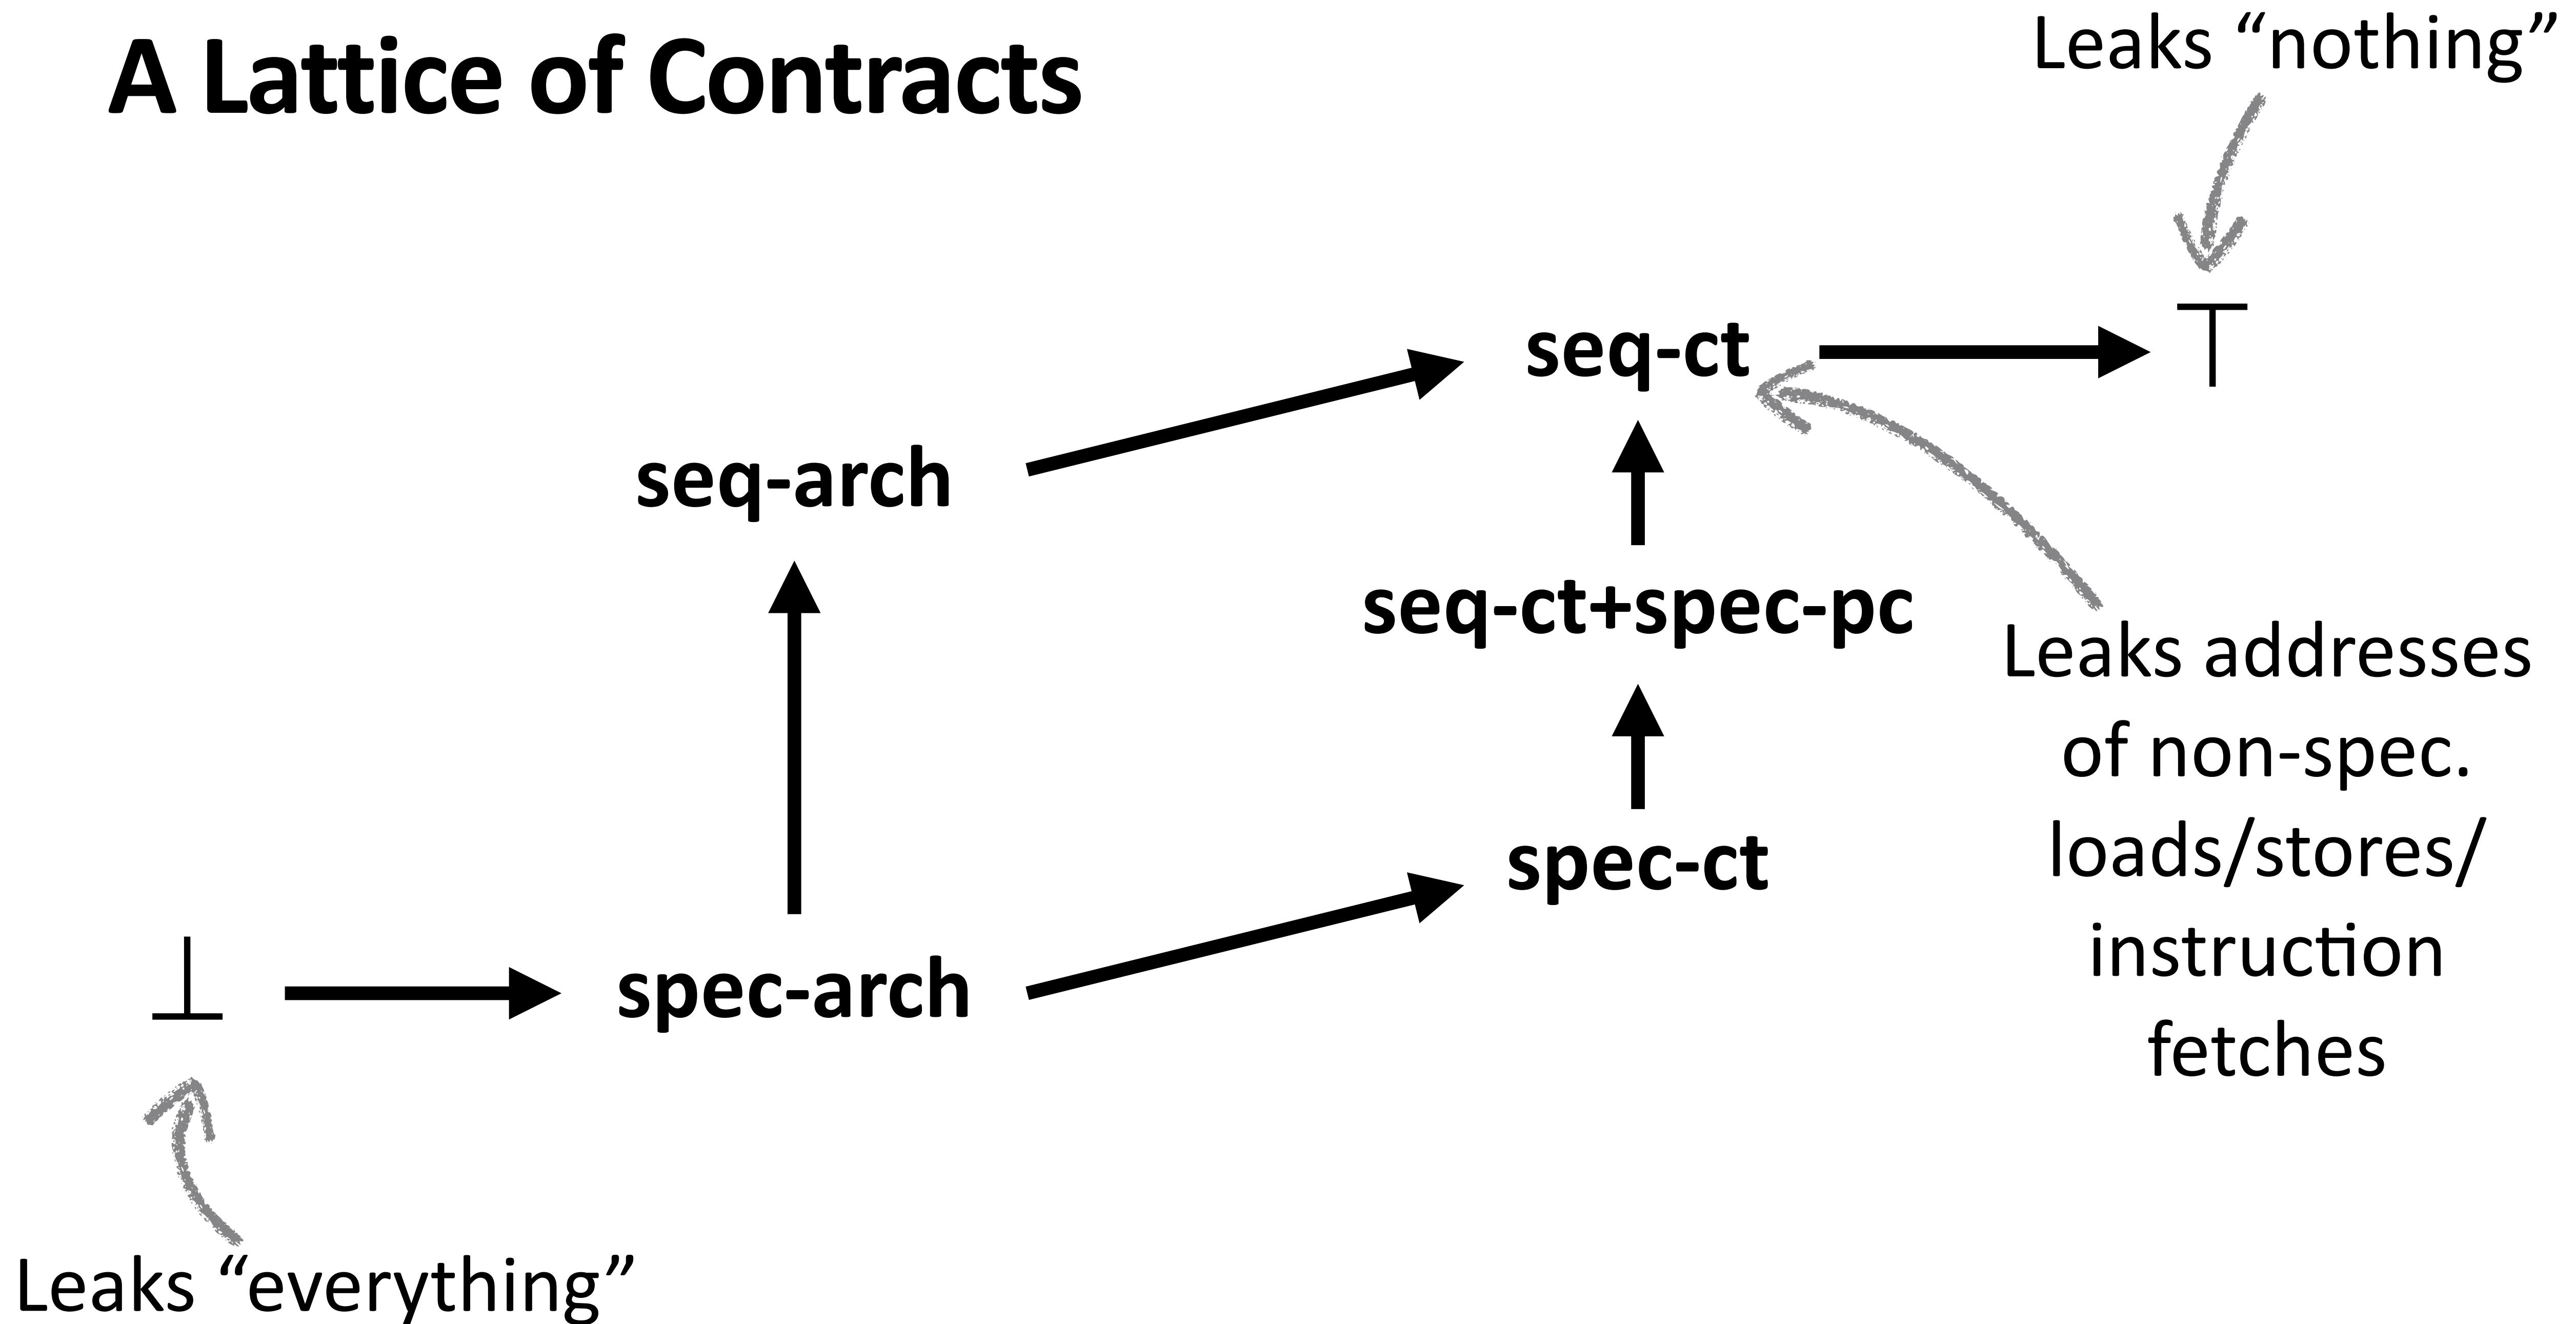 A Lattice of Contracts
Leaks “nothing”
seq-ct
⊤
seq-arch
seq-ct+spec-pc
Leaks addresses
of non-spec.
loads/stores/
instruction
fetches
spec-ct
⊥
spec-arch
Leaks “everything”